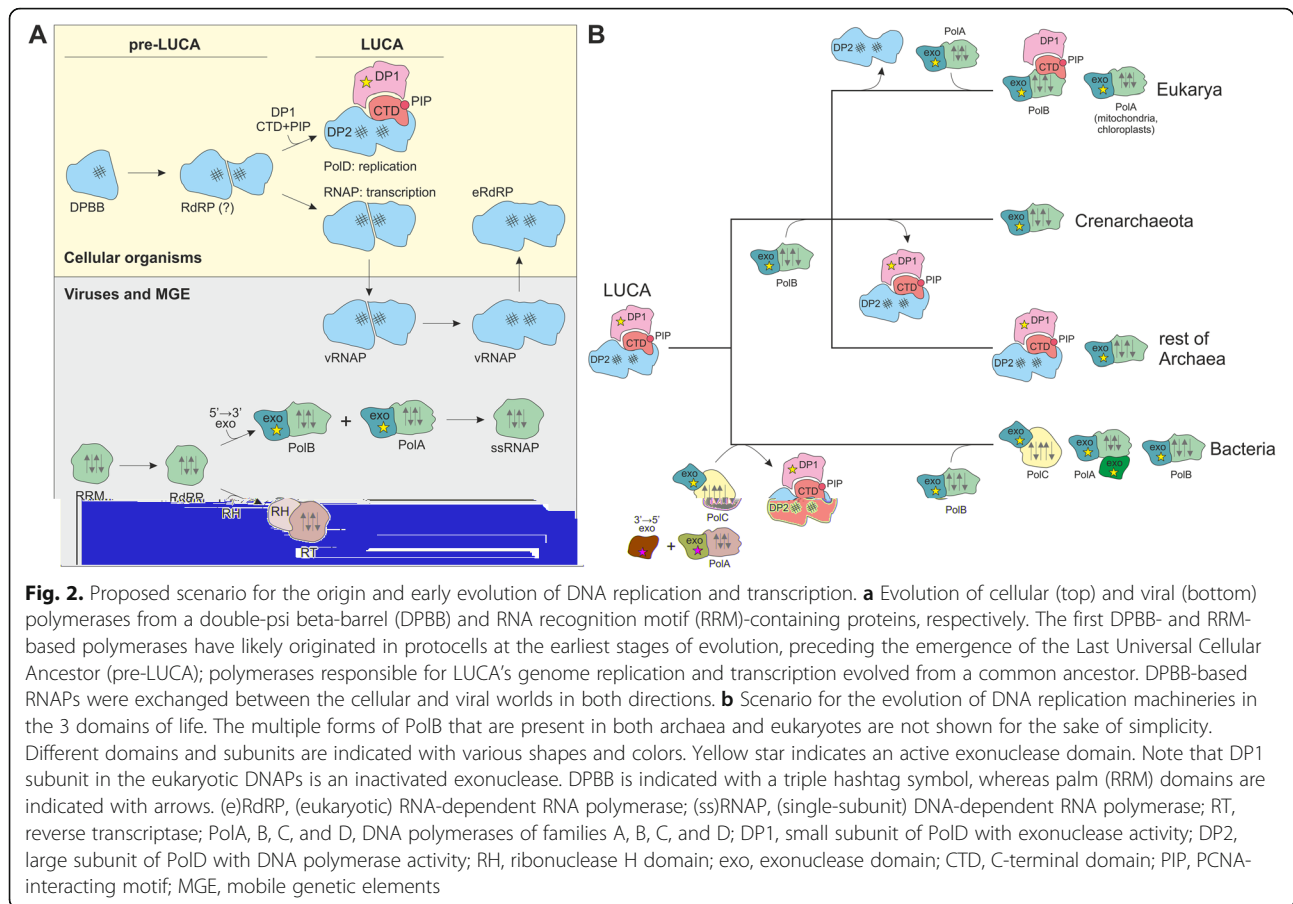 A
pre-LUCA
LUCA
DP1
CTD
PIP
DP2
DP1
CTD+PIP
PolD: replication
DPBB
RdRP (?)
RNAP: transcription
eRdRP
Cellular organisms
Viruses and MGE
vRNAP
vRNAP
5'→3'
exo
exo
PolB
+
exo
PolA
ssRNAP
RRM
RdRP
RH
RH
RT
B
DP2
PolA
exo
DP1
CTD
PIP
exo
PolB
exo
PolA
(mitochondria,
chloroplasts)
Eukarya
exo
Crenarchaeota
exo
PolB
DP1
CTD
PIP
DP2
LUCA
DP1
CTD
PIP
DP2
DP1
CTD
PIP
DP2
exo
PolA
rest of
Archaea
exo
PolC
DP1
CTD
PIP
DP2
exo
PolB
exo
PolC
exo
PolA
exo
exo
PolB
Bacteria
3'→5'
exo
+
exo
PolA
Fig. 2. Proposed scenario for the origin and early evolution of DNA replication and transcription. a Evolution of cellular (top) and viral (bottom)
polymerases from a double-psi beta-barrel (DPBB) and RNA recognition motif (RRM)-containing proteins, respectively. The first DPBB- and RRM-
based polymerases have likely originated in protocells at the earliest stages of evolution, preceding the emergence of the Last Universal Cellular
Ancestor (pre-LUCA); polymerases responsible for LUCA's genome replication and transcription evolved from a common ancestor. DPBB-based
RNAPs were exchanged between the cellular and viral worlds in both directions. b Scenario for the evolution of DNA replication machineries in
the 3 domains of life. The multiple forms of PolB that are present in both archaea and eukaryotes are not shown for the sake of simplicity.
Different domains and subunits are indicated with various shapes and colors. Yellow star indicates an active exonuclease domain. Note that DP1
subunit in the eukaryotic DNAPs is an inactivated exonuclease. DPBB is indicated with a triple hashtag symbol, whereas palm (RRM) domains are
indicated with arrows. (e)RdRP, (eukaryotic) RNA-dependent RNA polymerase; (ss)RNAP, (single-subunit) DNA-dependent RNA polymerase; RT,
reverse transcriptase; PolA, B, C, and D, DNA polymerases of families A, B, C, and D; DP1, small subunit of PolD with exonuclease activity; DP2,
large subunit of PolD with DNA polymerase activity; RH, ribonuclease H domain; exo, exonuclease domain; CTD, C-terminal domain; PIP, PCNA-
interacting motif; MGE, mobile genetic elements